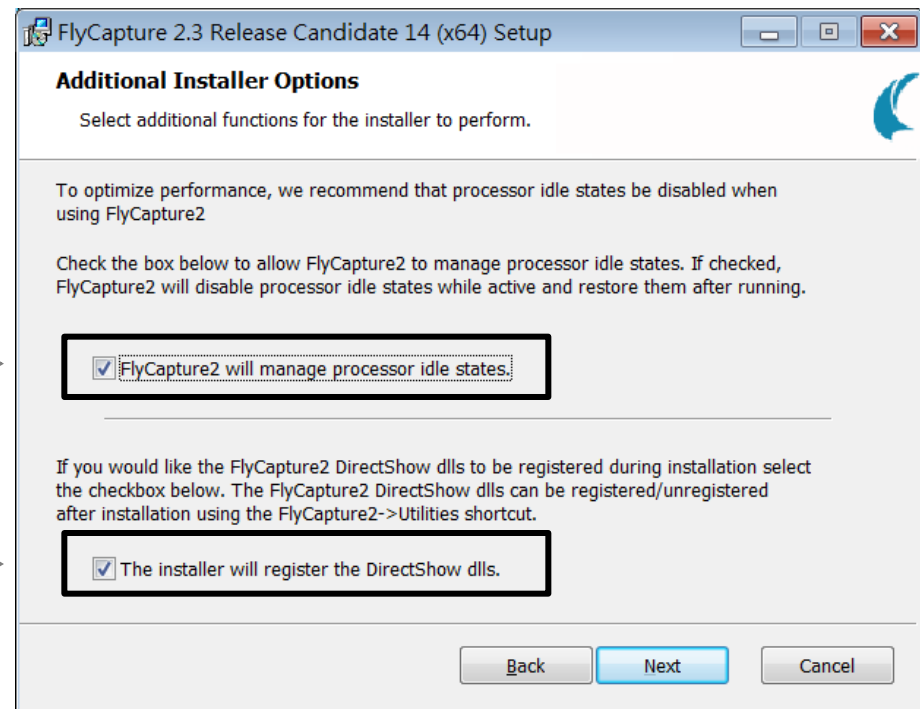 FlyCapture 2.3 Release Candidate 14 (x64) Setup
Additional Installer Options
Select additional functions for the installer to perform.
To optimize performance, we recommend that processor idle states be disabled when
using FlyCapture2
Check the box below to allow FlyCapture2 to manage processor idle states. If checked,
FlyCapture2 will disable processor idle states while active and restore them after running.
FlyCapture2 will manage processor idle states.
If you would like the FlyCapture2 DirectShow dlls to be registered during installation select
the checkbox below. The FlyCapture2 DirectShow dlls can be registered/unregistered
after installation using the FlyCapture2->Utilities shortcut.
The installer will register the DirectShow dlls.
Back Next Cancel